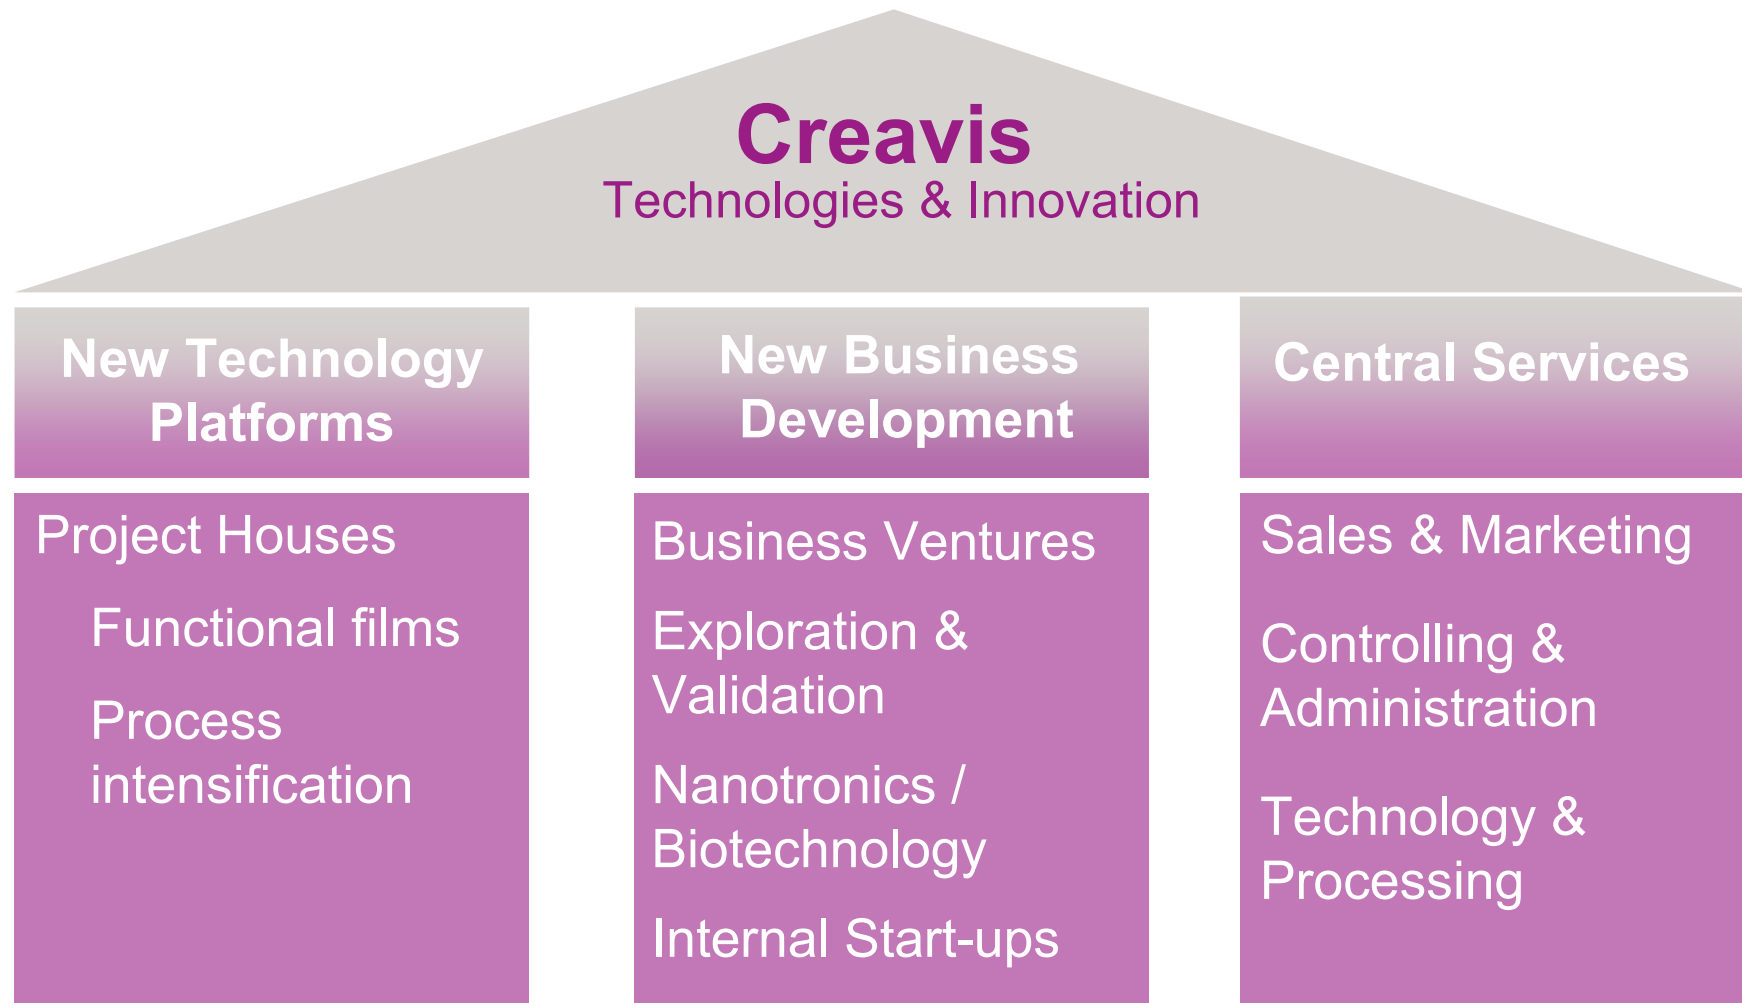 Creavis
Technologies & Innovation
New Technology
Platforms
Project Houses
Functional films
Process
intensification
New Business
Development
Business Ventures
Exploration &
Validation
Nanotronics /
Biotechnology
Internal Start-ups
Central Services
Sales & Marketing
Controlling &
Administration
Technology &
Processing